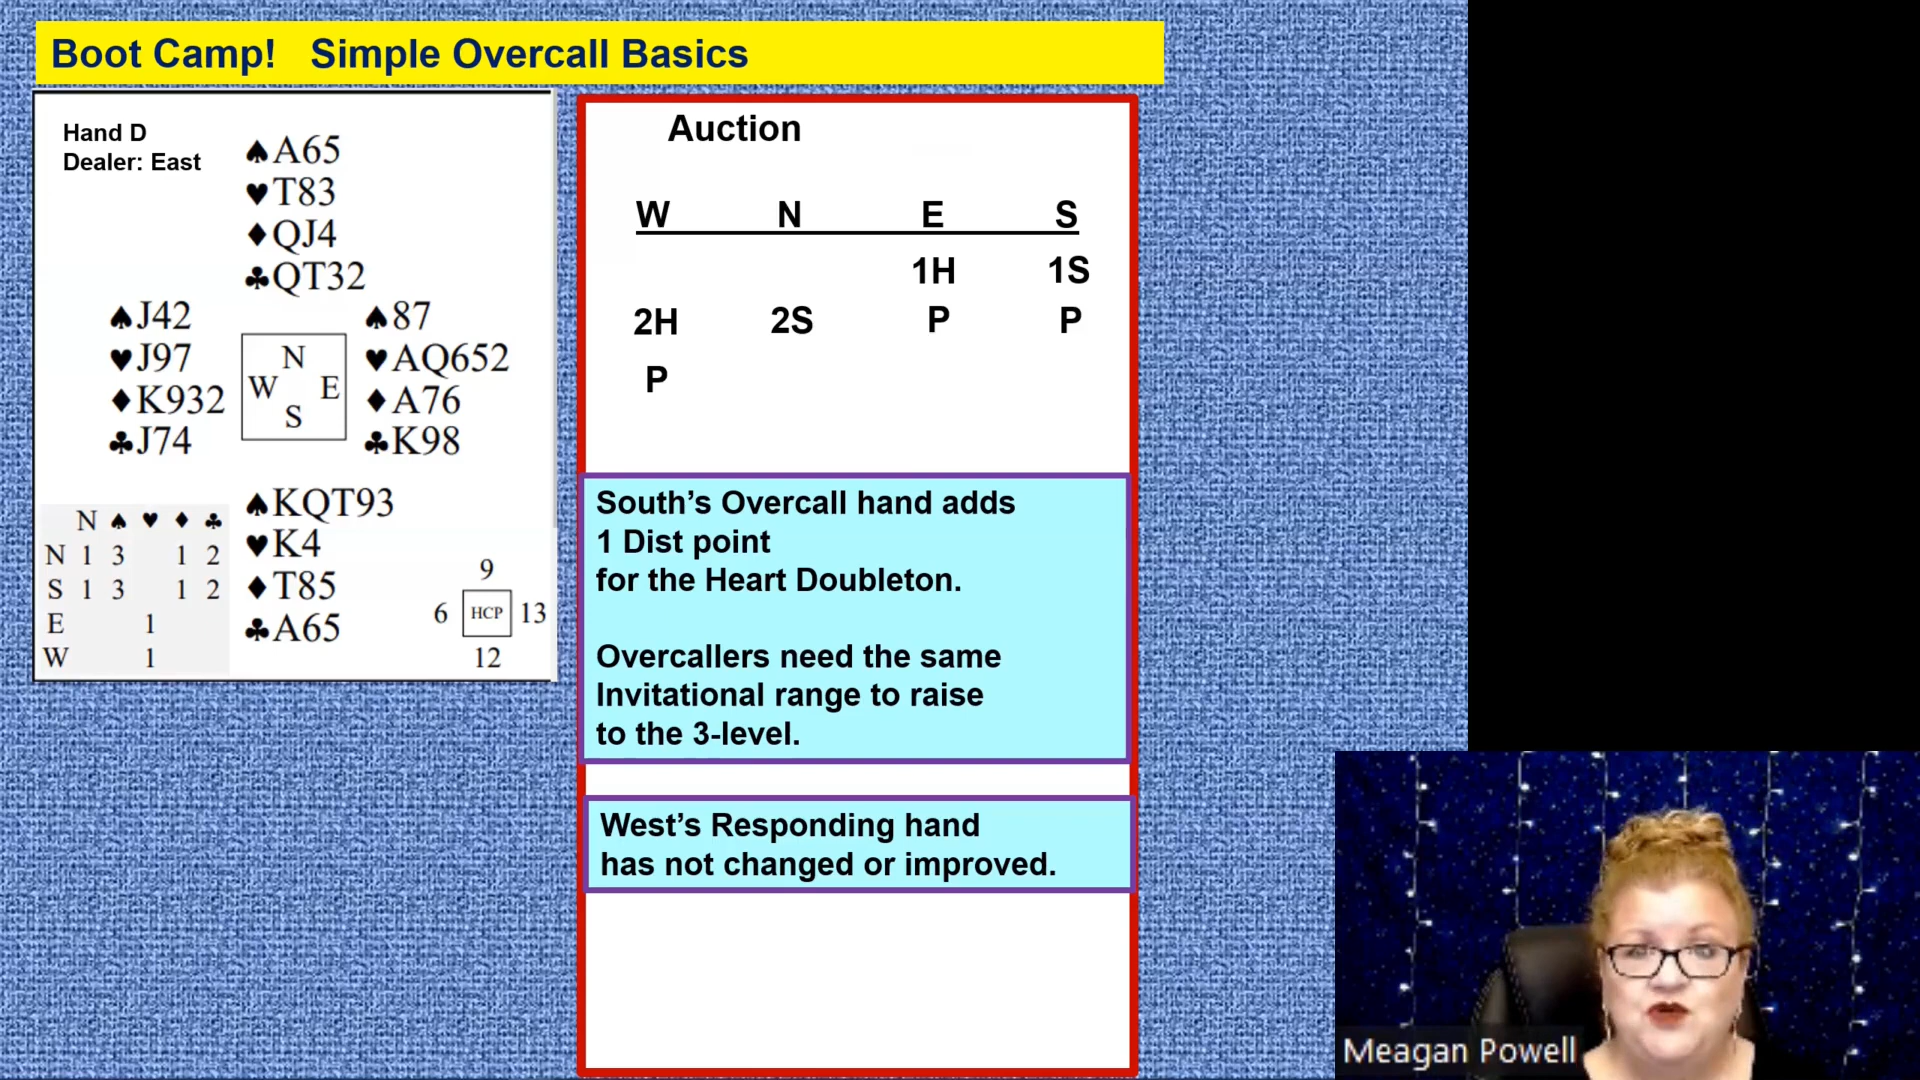 Boot Camp! Simple Overcall Basics
Hand D
Dealer: East
♠A65
♥T83
♦QJ4
♣QT32
♠J42
♥J97
♦K932
♣J74
N
W E
S
♠87
♥AQ652
♦A76
♣K98
♠KQT93
♥K4
♦T85
♣A65
N ♠ ♥ ♦ ♣
N 1 3 1 2
S 1 3 1 2
E 1
W 1
9
6 HCP 13
12
Auction
W N E S
1H 1S
2H 2S P P
P
South’s Overcall hand adds
1 Dist point
for the Heart Doubleton.
Overcallers need the same
Invitational range to raise
to the 3-level.
West’s Responding hand
has not changed or improved.
Meagan Powell